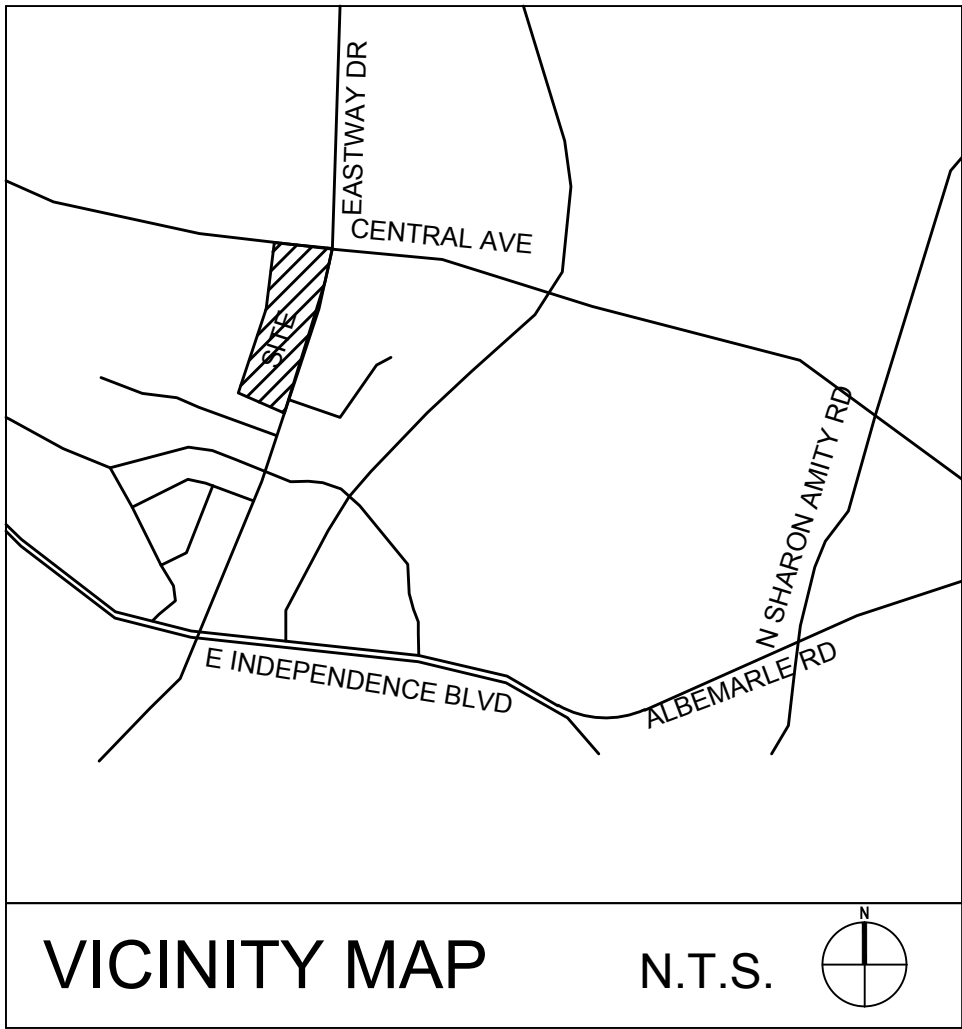 EASTWAY DR
CENTRAL AVE
SITE
N SHARON AMITY RD
E INDEPENDENCE BLVD
ALBEMARLE RD
VICINITY MAP
N.T.S.
N